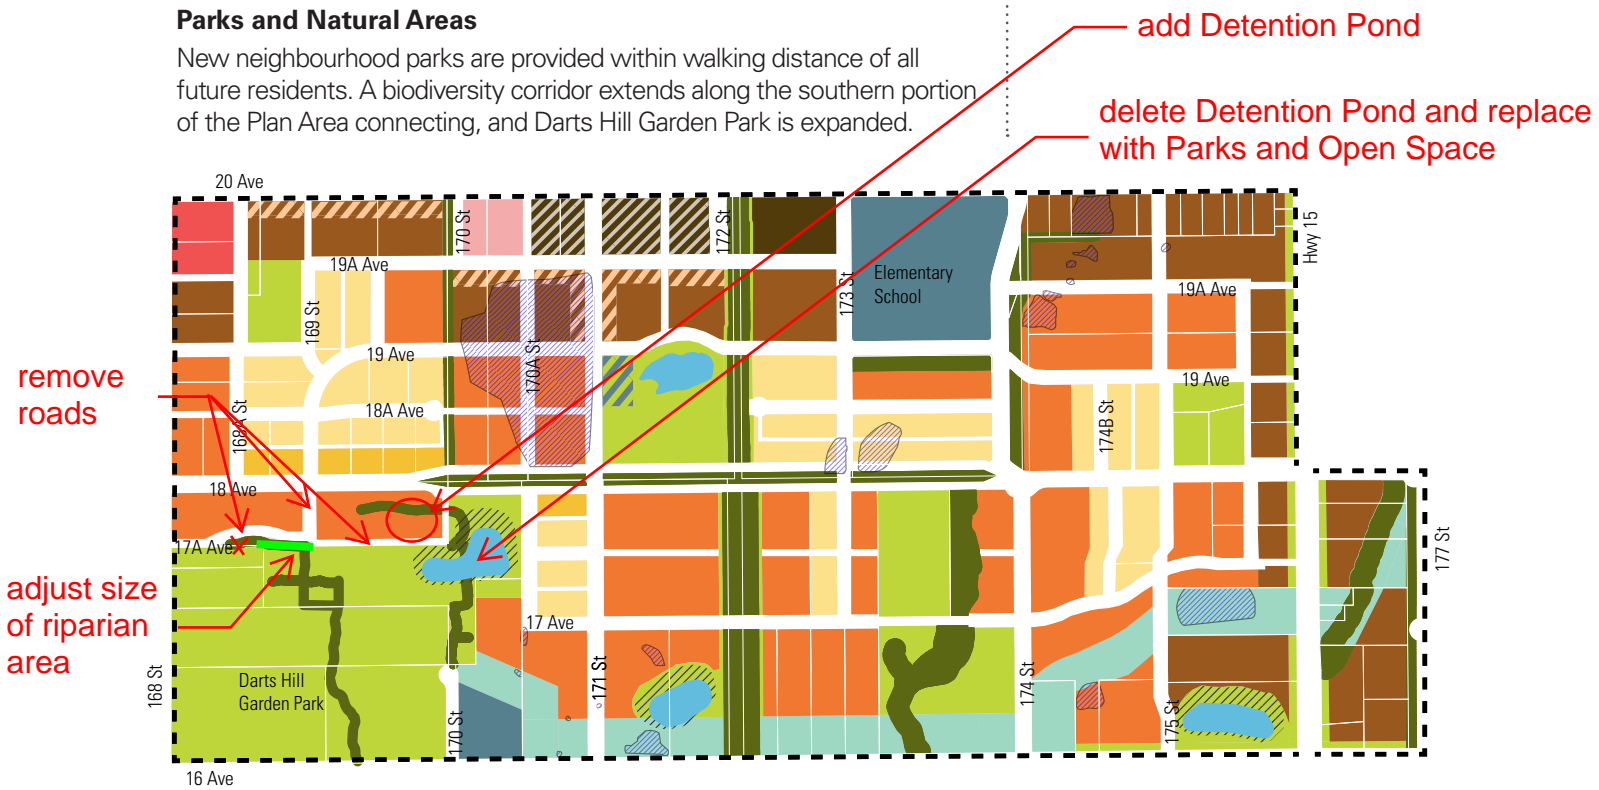 Parks and Natural Areas
New neighbourhood parks are provided within walking distance of all
future residents. A biodiversity corridor extends along the southern portion
of the Plan Area connecting, and Darts Hill Garden Park is expanded.
add Detention Pond
delete Detention Pond and replace
with Parks and Open Space
20 Ave
170 St
172 St
Hwy 15
19A Ave
Elementary
School
173 St
19A Ave
169 St
19 Ave
170A St
19 Ave
remove
roads
168A St
18A Ave
174B St
18 Ave
17A Ave
177 St
adjust size
of riparian
area
17 Ave
168 St
Darts Hill
Garden Park
171 St
174 St
170 St
175 St
16 Ave